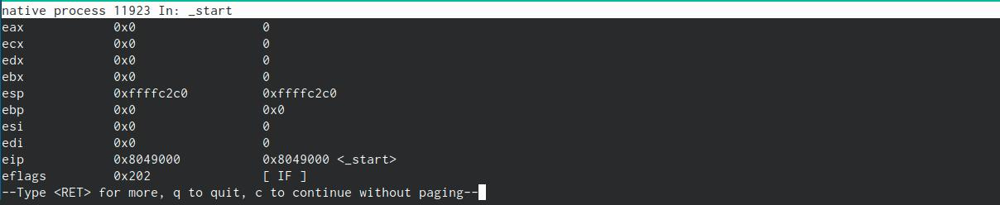 native process 11923 In: _start
eax 0x0 0
ecx 0x0 0
edx 0x0 0
ebx 0x0 0
esp 0xffffc2c0 0xffffc2c0
ebp 0x0 0x0
esi 0x0 0
edi 0x0 0
eip 0x8049000 0x8049000 <_start>
eflags 0x202 [ IF ]
--Type <RET> for more, q to quit, c to continue without paging--